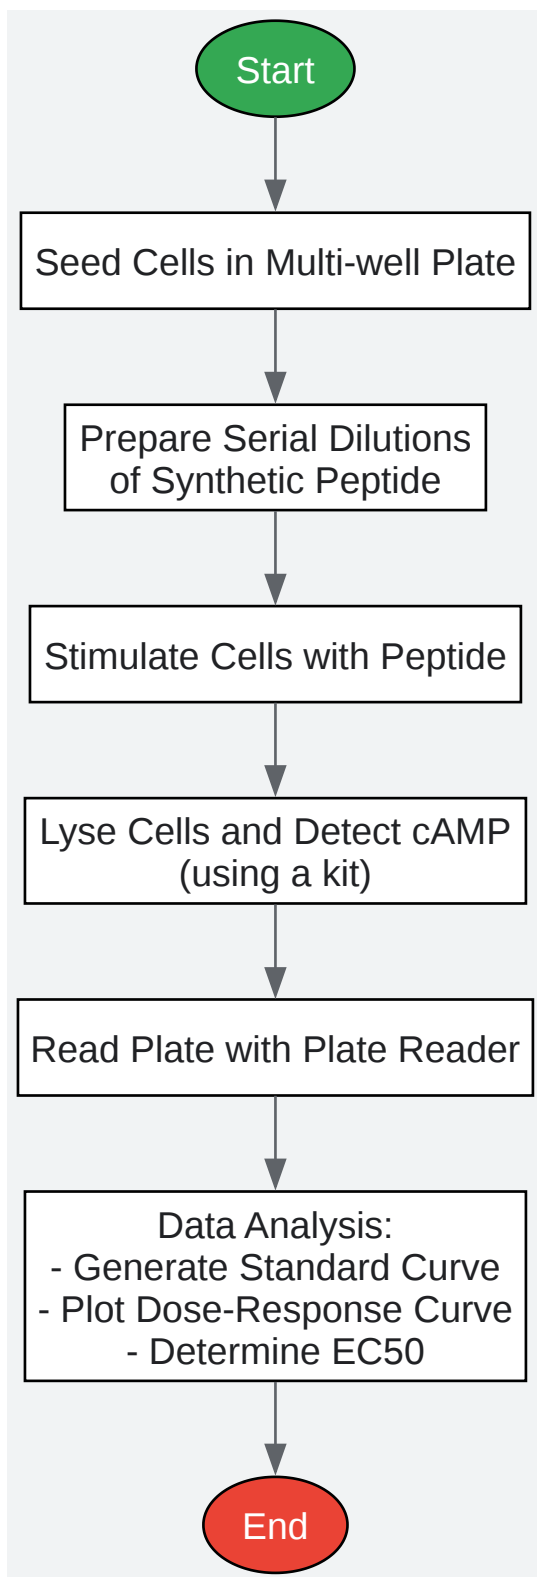 Start
Seed Cells in Multi-well Plate
Prepare Serial Dilutions
of Synthetic Peptide
Stimulate Cells with Peptide
Lyse Cells and Detect cAMP
(using a kit)
Read Plate with Plate Reader
Data Analysis:
- Generate Standard Curve
- Plot Dose-Response Curve
- Determine EC50
End